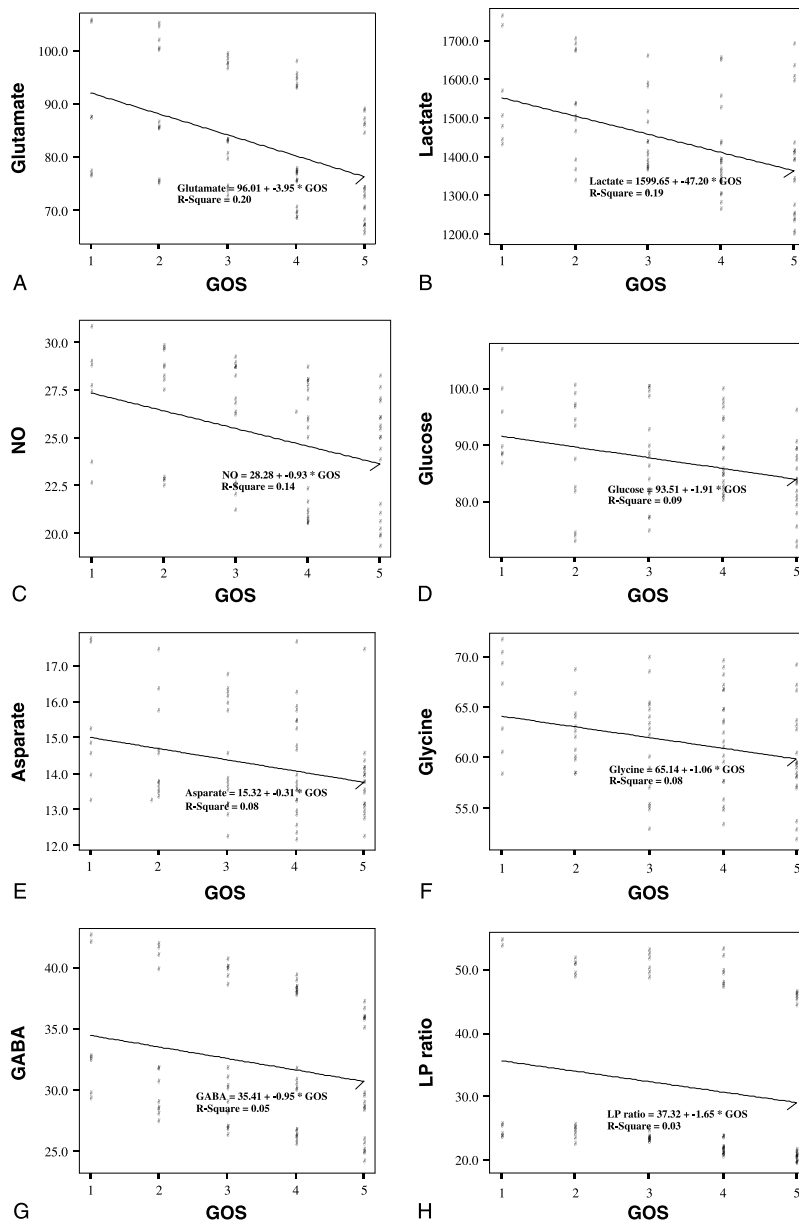 Glutamate
100.0
90.0
80.0
70.0
Glutamate = 96.01 + -3.95 * GOS
R-Square = 0.20
1 2 3 4 5
A
GOS
Lactate
1700.0
1600.0
1500.0
1400.0
1300.0
1200.0
Lactate = 1599.65 + -47.20 * GOS
R-Square = 0.19
1 2 3 4 5
B
GOS
NO
30.0
27.5
25.0
22.5
20.0
NO = 28.28 + -0.93 * GOS
R-Square = 0.14
1 2 3 4 5
C
GOS
Glucose
100.0
90.0
80.0
Glucose = 93.51 + -1.91 * GOS
R-Square = 0.09
1 2 3 4 5
D
GOS
Asparate
17.0
16.0
15.0
14.0
13.0
12.0
Asparate = 15.32 + -0.31 * GOS
R-Square = 0.08
1 2 3 4 5
E
GOS
Glycine
70.0
65.0
60.0
55.0
Glycine = 65.14 + -1.06 * GOS
R-Square = 0.08
1 2 3 4 5
F
GOS
GABA
40.0
35.0
30.0
25.0
GABA = 35.41 + -0.95 * GOS
R-Square = 0.05
1 2 3 4 5
G
GOS
LP ratio
50.0
40.0
30.0
20.0
LP ratio = 37.32 + -1.65 * GOS
R-Square = 0.03
1 2 3 4 5
H
GOS